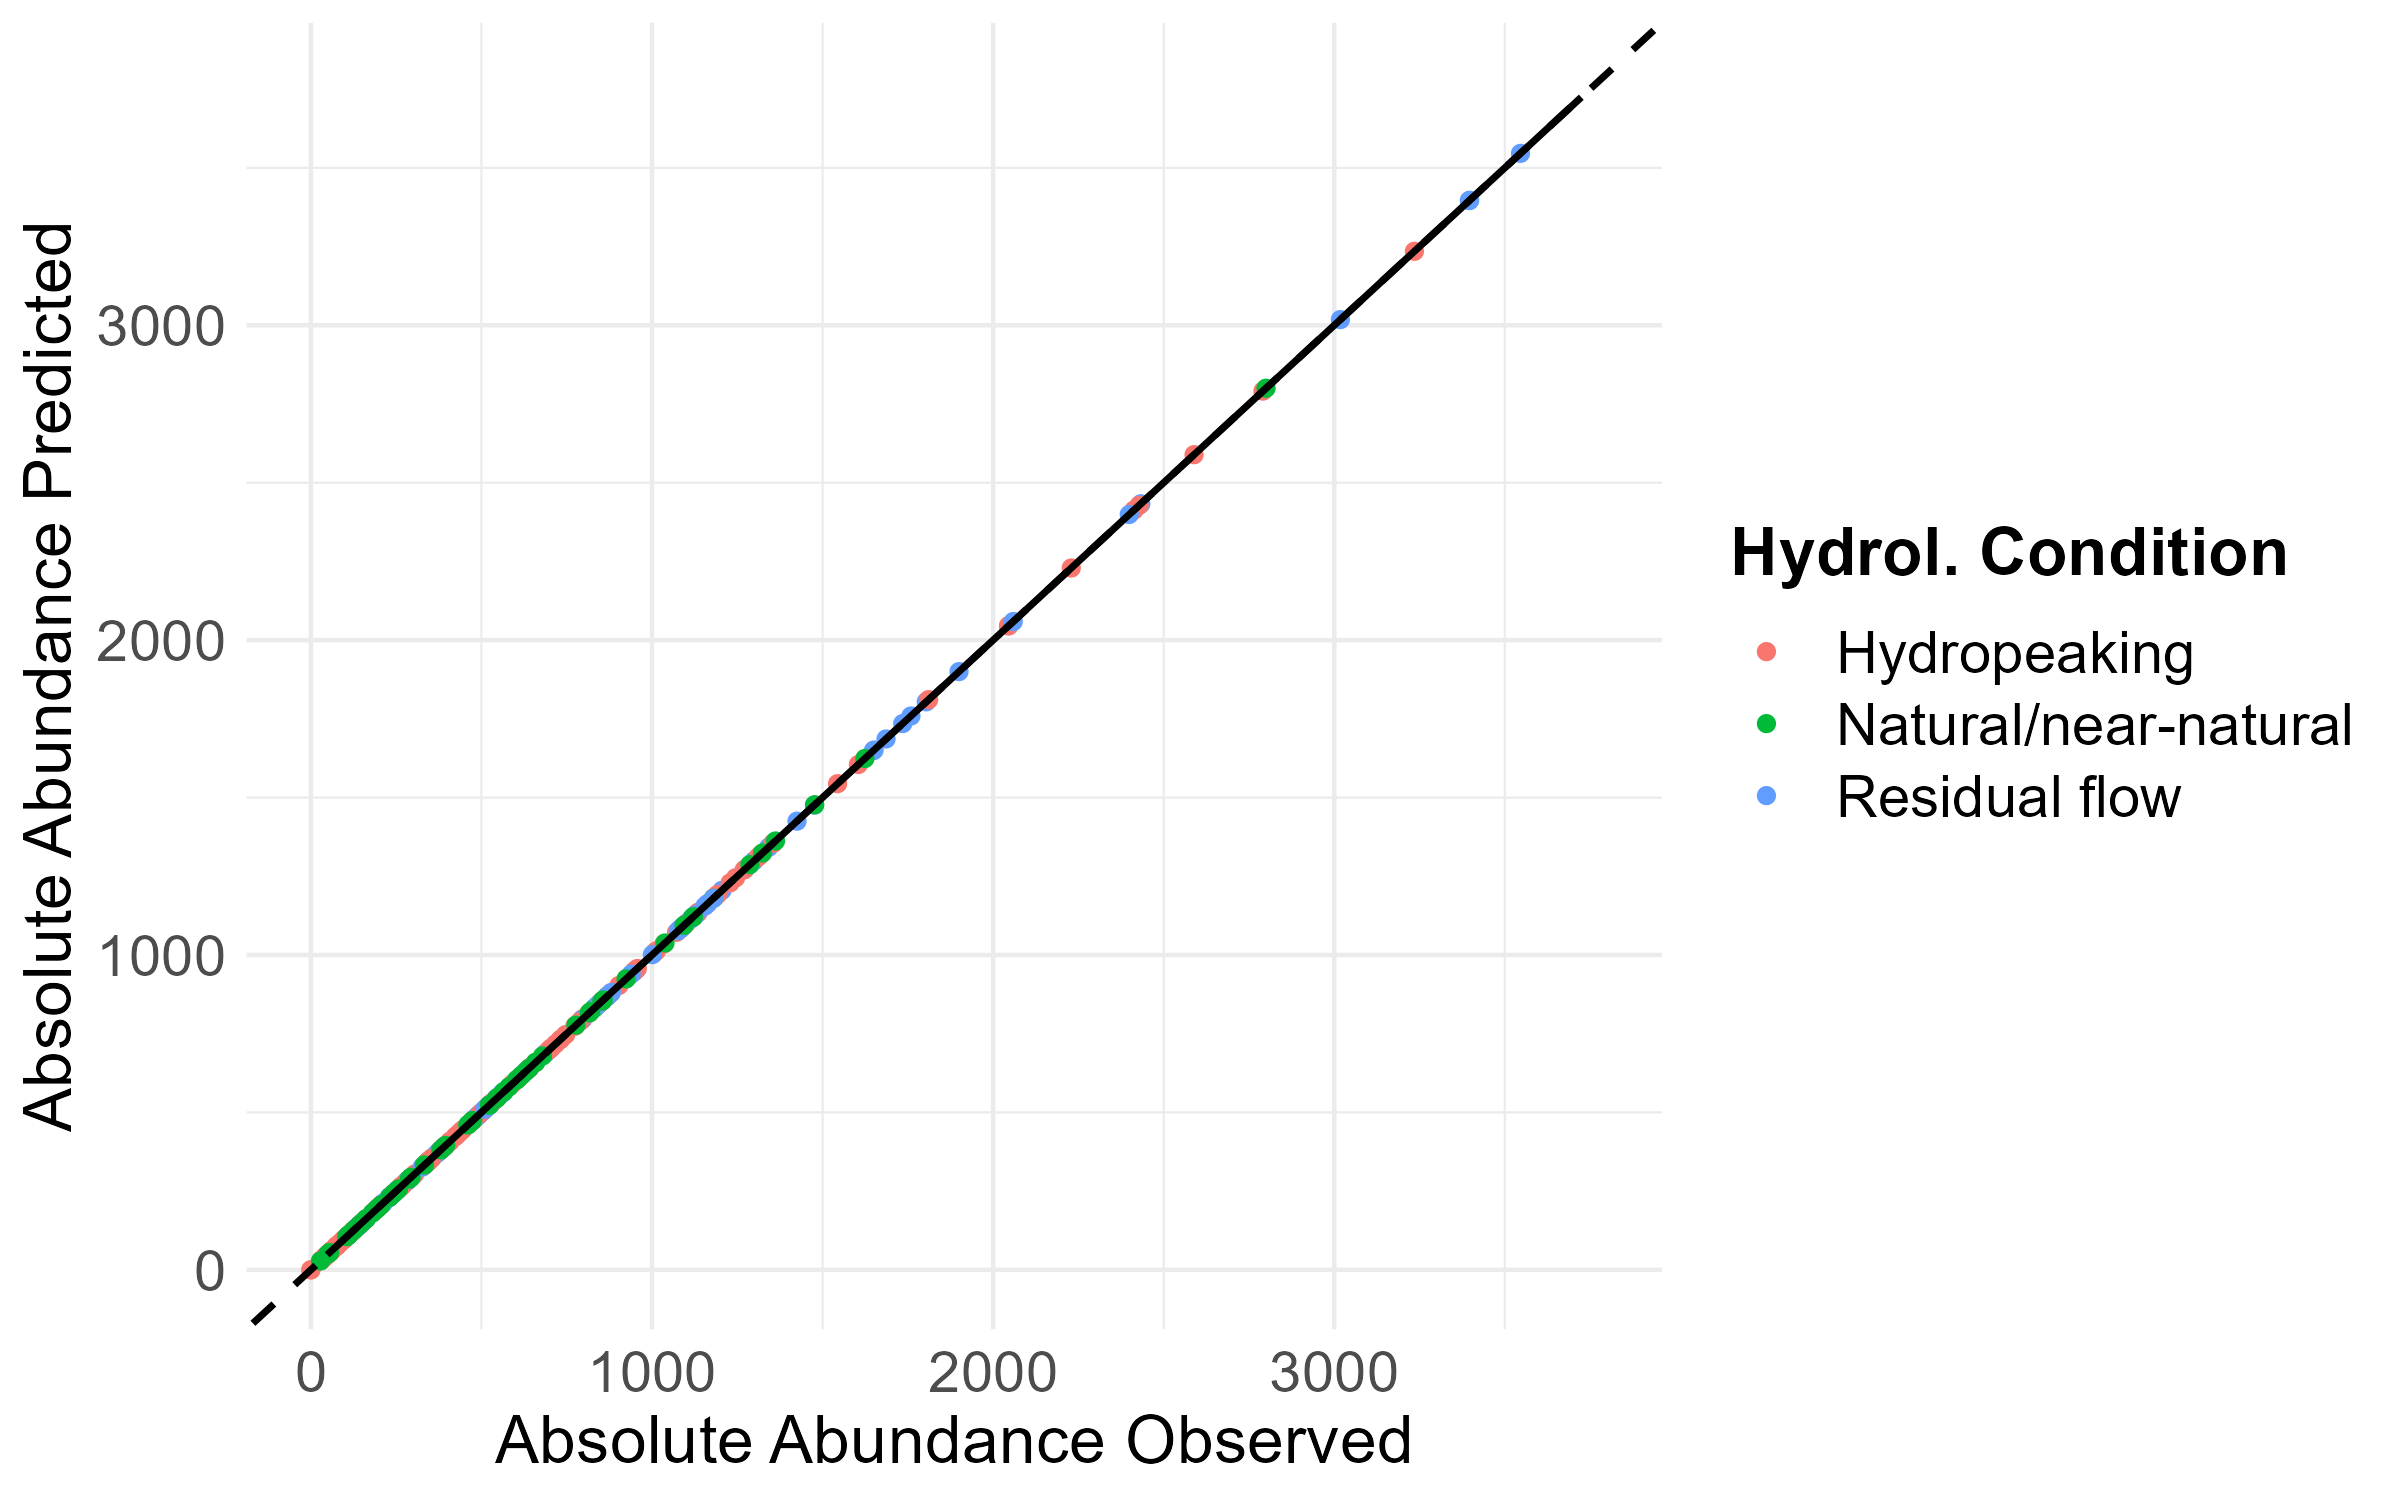 Absolute Abundance Predicted
3000
2000
1000
0
0 1000 2000 3000
Absolute Abundance Observed
Hydrol. Condition
Hydropeaking
Natural/near-natural
Residual flow